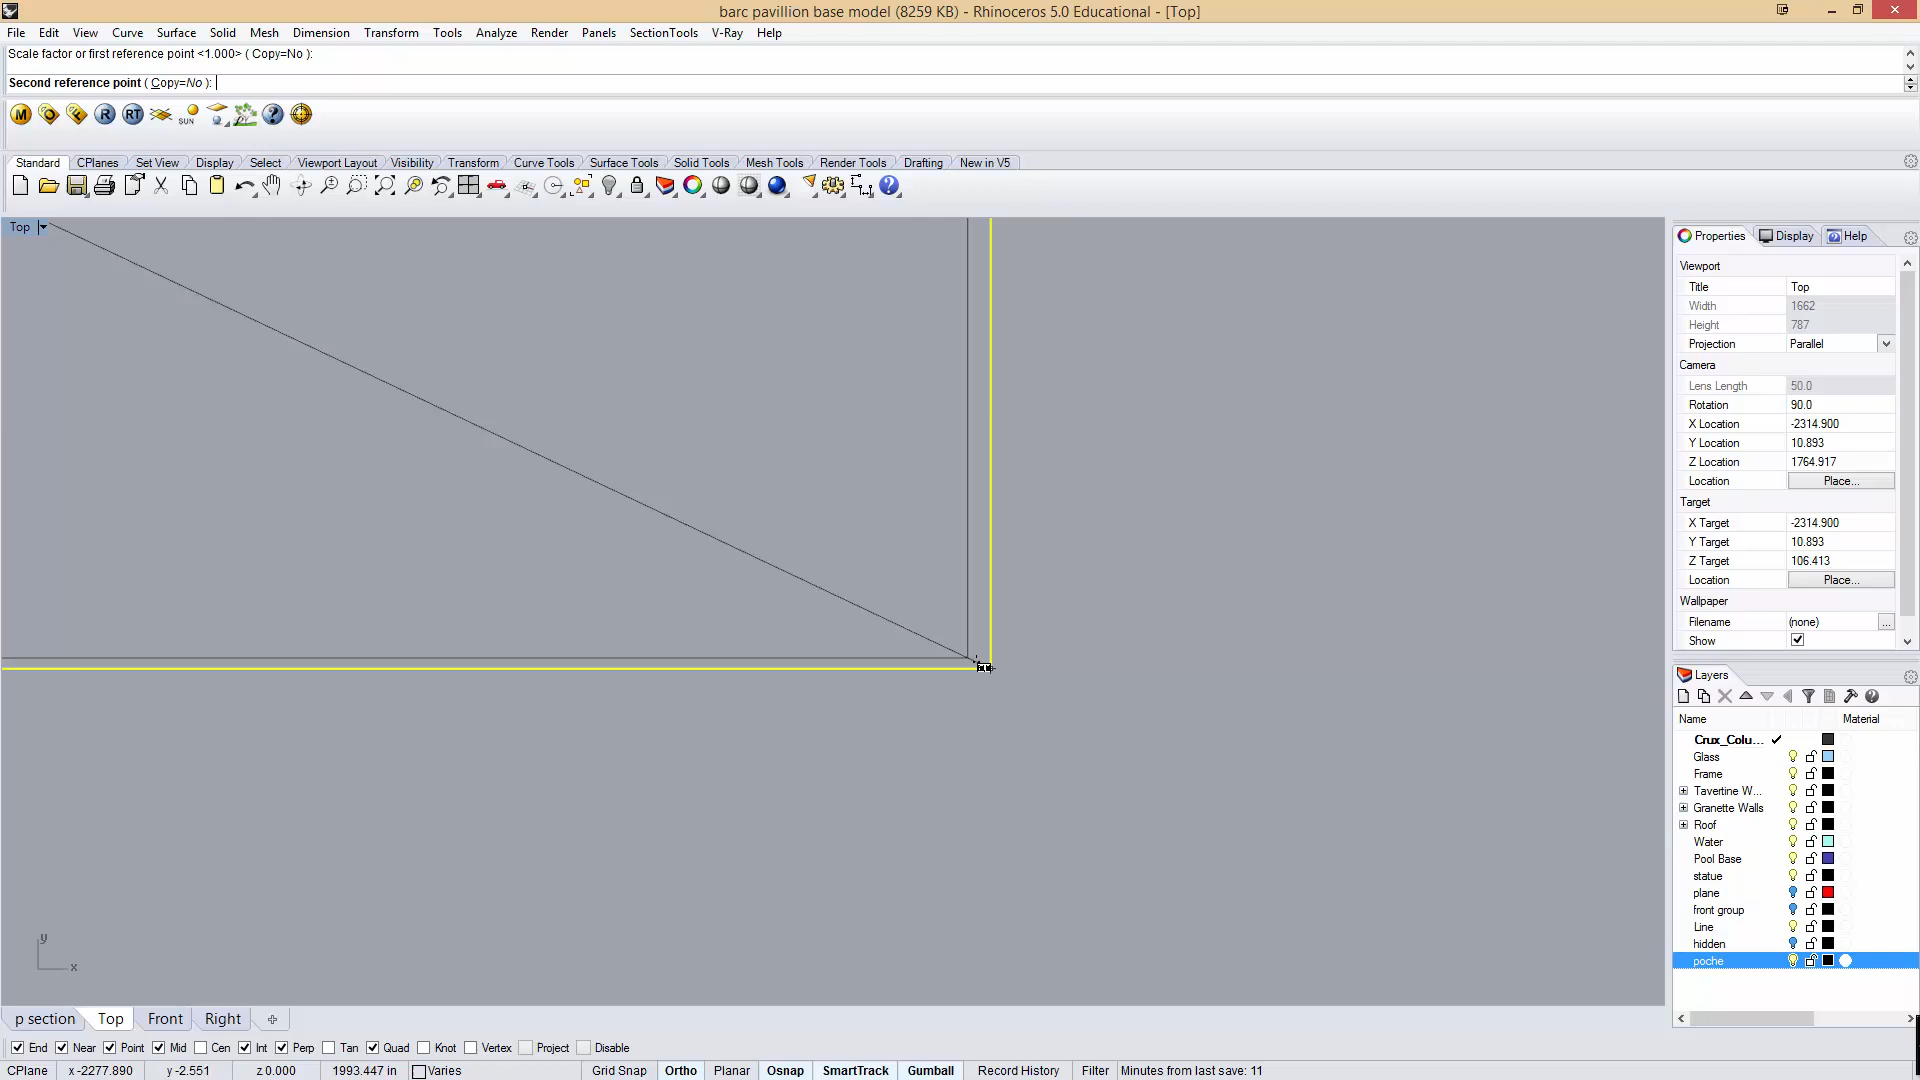 barc pavillion base model (8259 KB) - Rhinoceros 5.0 Educational - [Top]
File Edit View Curve Surface Solid Mesh Dimension Transform Tools Analyze Render Panels SectionTools V-Ray Help
Scale factor or first reference point <1.000> ( Copy=No ):
Second reference point ( Copy=No ):
M R RT SUN ?
Standard CPlanes Set View Display Select Viewport Layout Visibility Transform Curve Tools Surface Tools Solid Tools Mesh Tools Render Tools Drafting New in V5
Top
Properties Display Help
Viewport
Title Top
Width 1662
Height 787
Projection Parallel
Camera
Lens Length 50.0
Rotation 90.0
X Location -2314.900
Y Location 10.893
Z Location 1764.917
Location Place...
Target
X Target -2314.900
Y Target 10.893
Z Target 106.413
Location Place...
Wallpaper
Filename (none) ...
Show
Layers
Name Material
Crux_Colu...
Glass
Frame
Tavertine W...
Granette Walls
Roof
Water
Pool Base
statue
plane
front group
Line
hidden
poche
y
x
p section Top Front Right
End Near Point Mid Cen Int Perp Tan Quad Knot Vertex Project Disable
CPlane x -2277.890 y -2.551 z 0.000 1993.447 in Varies Grid Snap Ortho Planar Osnap SmartTrack Gumball Record History Filter Minutes from last save: 11